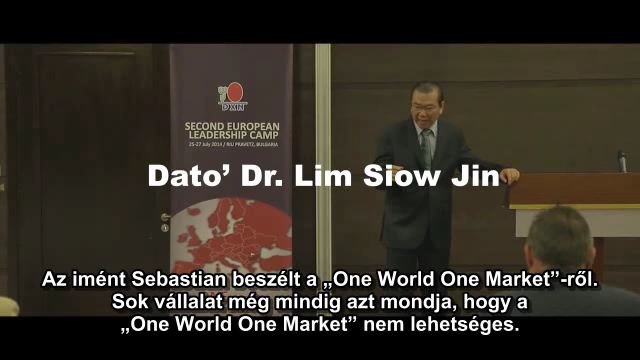 DXN
SECOND EUROPEAN
LEADERSHIP CAMP
25-27 July 2014 / RIU PRAVETZ, BULGARIA
Dato’ Dr. Lim Siow Jin
Az imént Sebastian beszélt a „One World One Market”-ről.
Sok vállalat még mindig azt mondja, hogy a
„One World One Market” nem lehetséges.